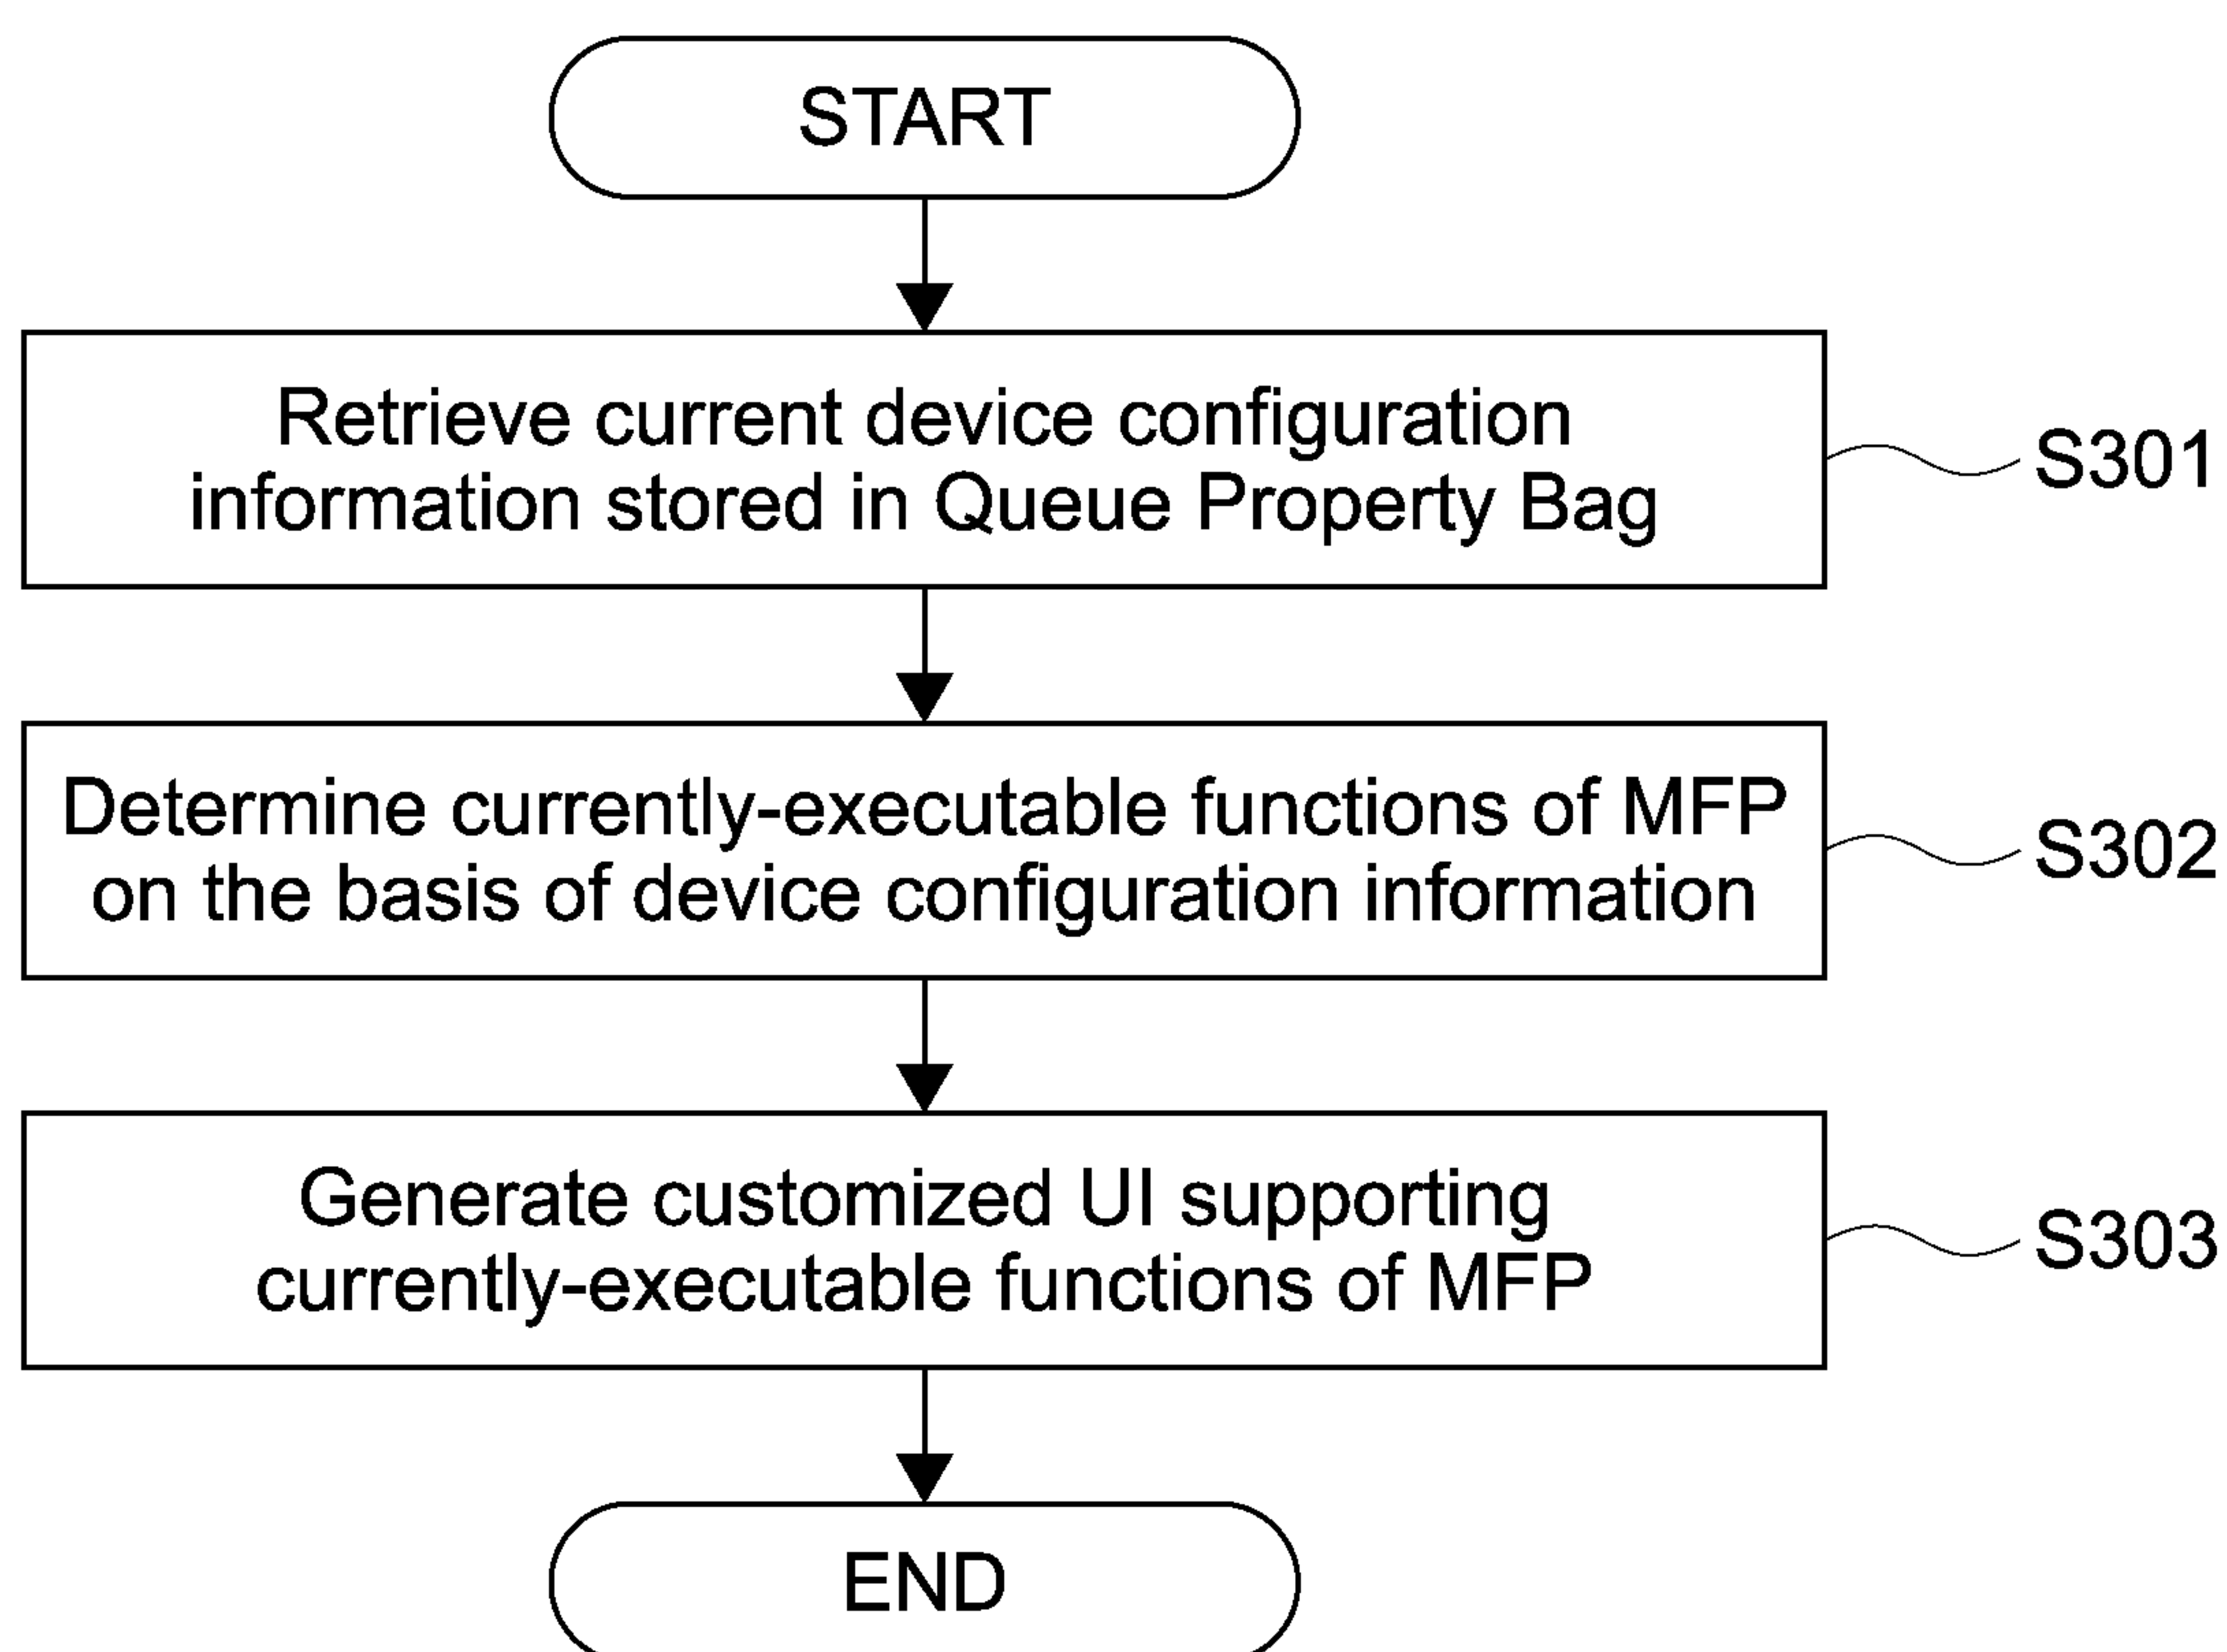 START
Retrieve current device configuration
information stored in Queue Property Bag
S301
Determine currently-executable functions of MFP
on the basis of device configuration information
S302
Generate customized UI supporting
currently-executable functions of MFP
S303
END